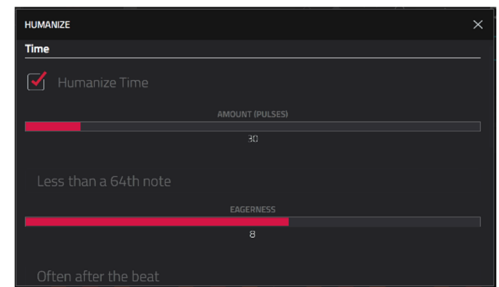 HUMANIZE
Time
Humanize Time
AMOUNT (PULSES)
30
Less than a 64th note
EAGERNESS
8
Often after the beat